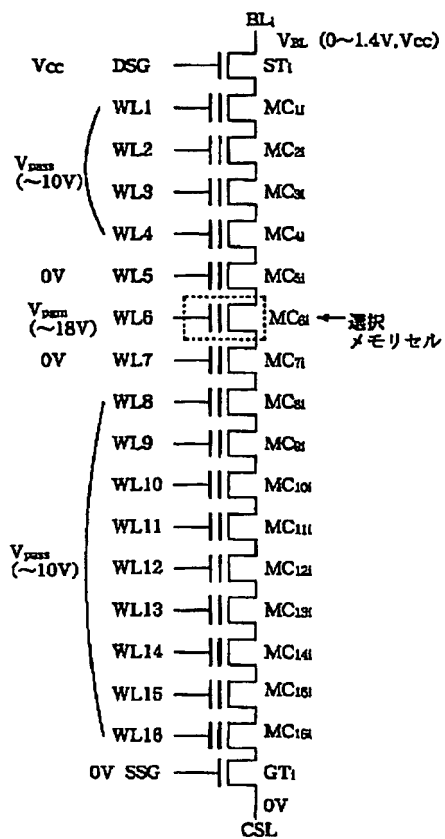 BLi
VBL (0~1.4V,VCC)
VCC DSG STi
WL1 MC1i
WL2 MC2i
Vpass
(~10V)
WL3 MC3i
WL4 MC4i
0V WL5 MC5i
Vpgm
(~18V)
WL6 MC6i ← 選択
メモリセル
0V WL7 MC7i
WL8 MC8i
WL9 MC9i
WL10 MC10i
WL11 MC11i
Vpass
(~10V)
WL12 MC12i
WL13 MC13i
WL14 MC14i
WL15 MC15i
WL16 MC16i
0V SSG GTi
0V
CSL